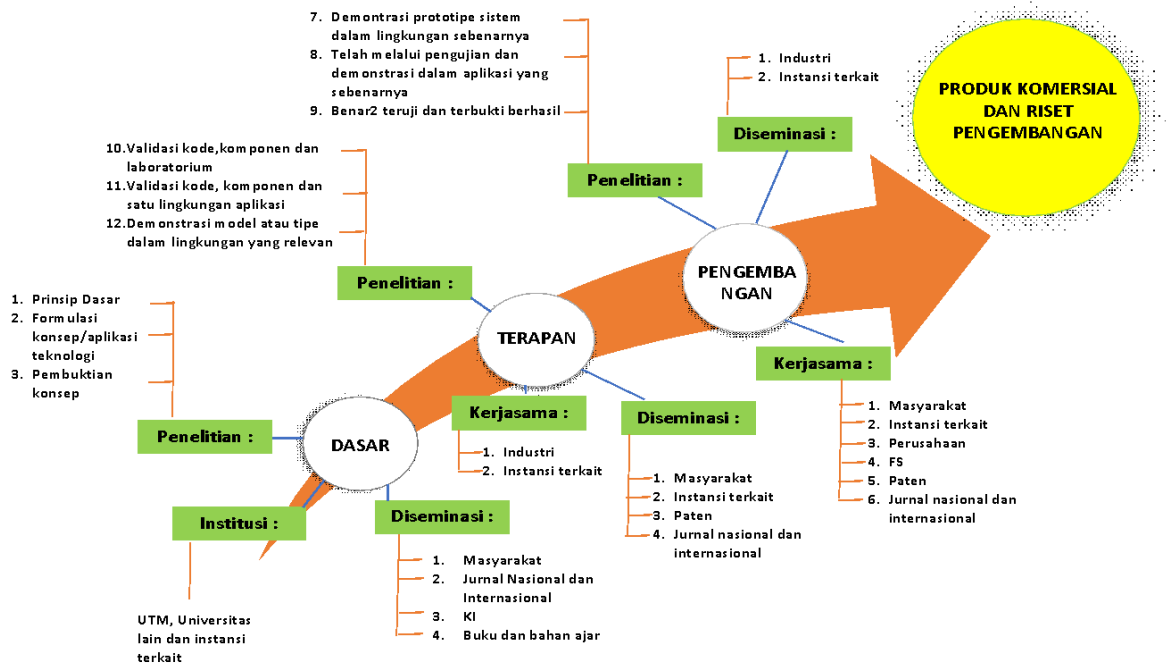 7. Demontrasi prototipe sistem
dalam lingkungan sebenarnya
8. Telah melalui pengujian dan
demonstrasi dalam aplikasi yang
sebenarnya
9. Benar2 teruji dan terbukti berhasil
Penelitian :
1. Industri
2. Instansi terkait
Diseminasi :
PRODUK KOMERSIAL
DAN RISET
PENGEMBANGAN
10.Validasi kode,komponen dan
laboratorium
11.Validasi kode, komponen dan
satu lingkungan aplikasi
12.Demonstrasi model atau tipe
dalam lingkungan yang relevan
Penelitian :
PENGEMBA
NGAN
1. Prinsip Dasar
2. Formulasi
konsep/aplikasi
teknologi
3. Pembuktian
konsep
Penelitian :
TERAPAN
Kerjasama :
1. Masyarakat
2. Instansi terkait
3. Perusahaan
4. FS
5. Paten
6. Jurnal nasional dan
internasional
DASAR
Kerjasama :
1. Industri
2. Instansi terkait
Diseminasi :
1. Masyarakat
2. Instansi terkait
3. Paten
4. Jurnal nasional dan
internasional
Institusi :
UTM, Universitas
lain dan instansi
terkait
Diseminasi :
1. Masyarakat
2. Jurnal Nasional dan
Internasional
3. KI
4. Buku dan bahan ajar